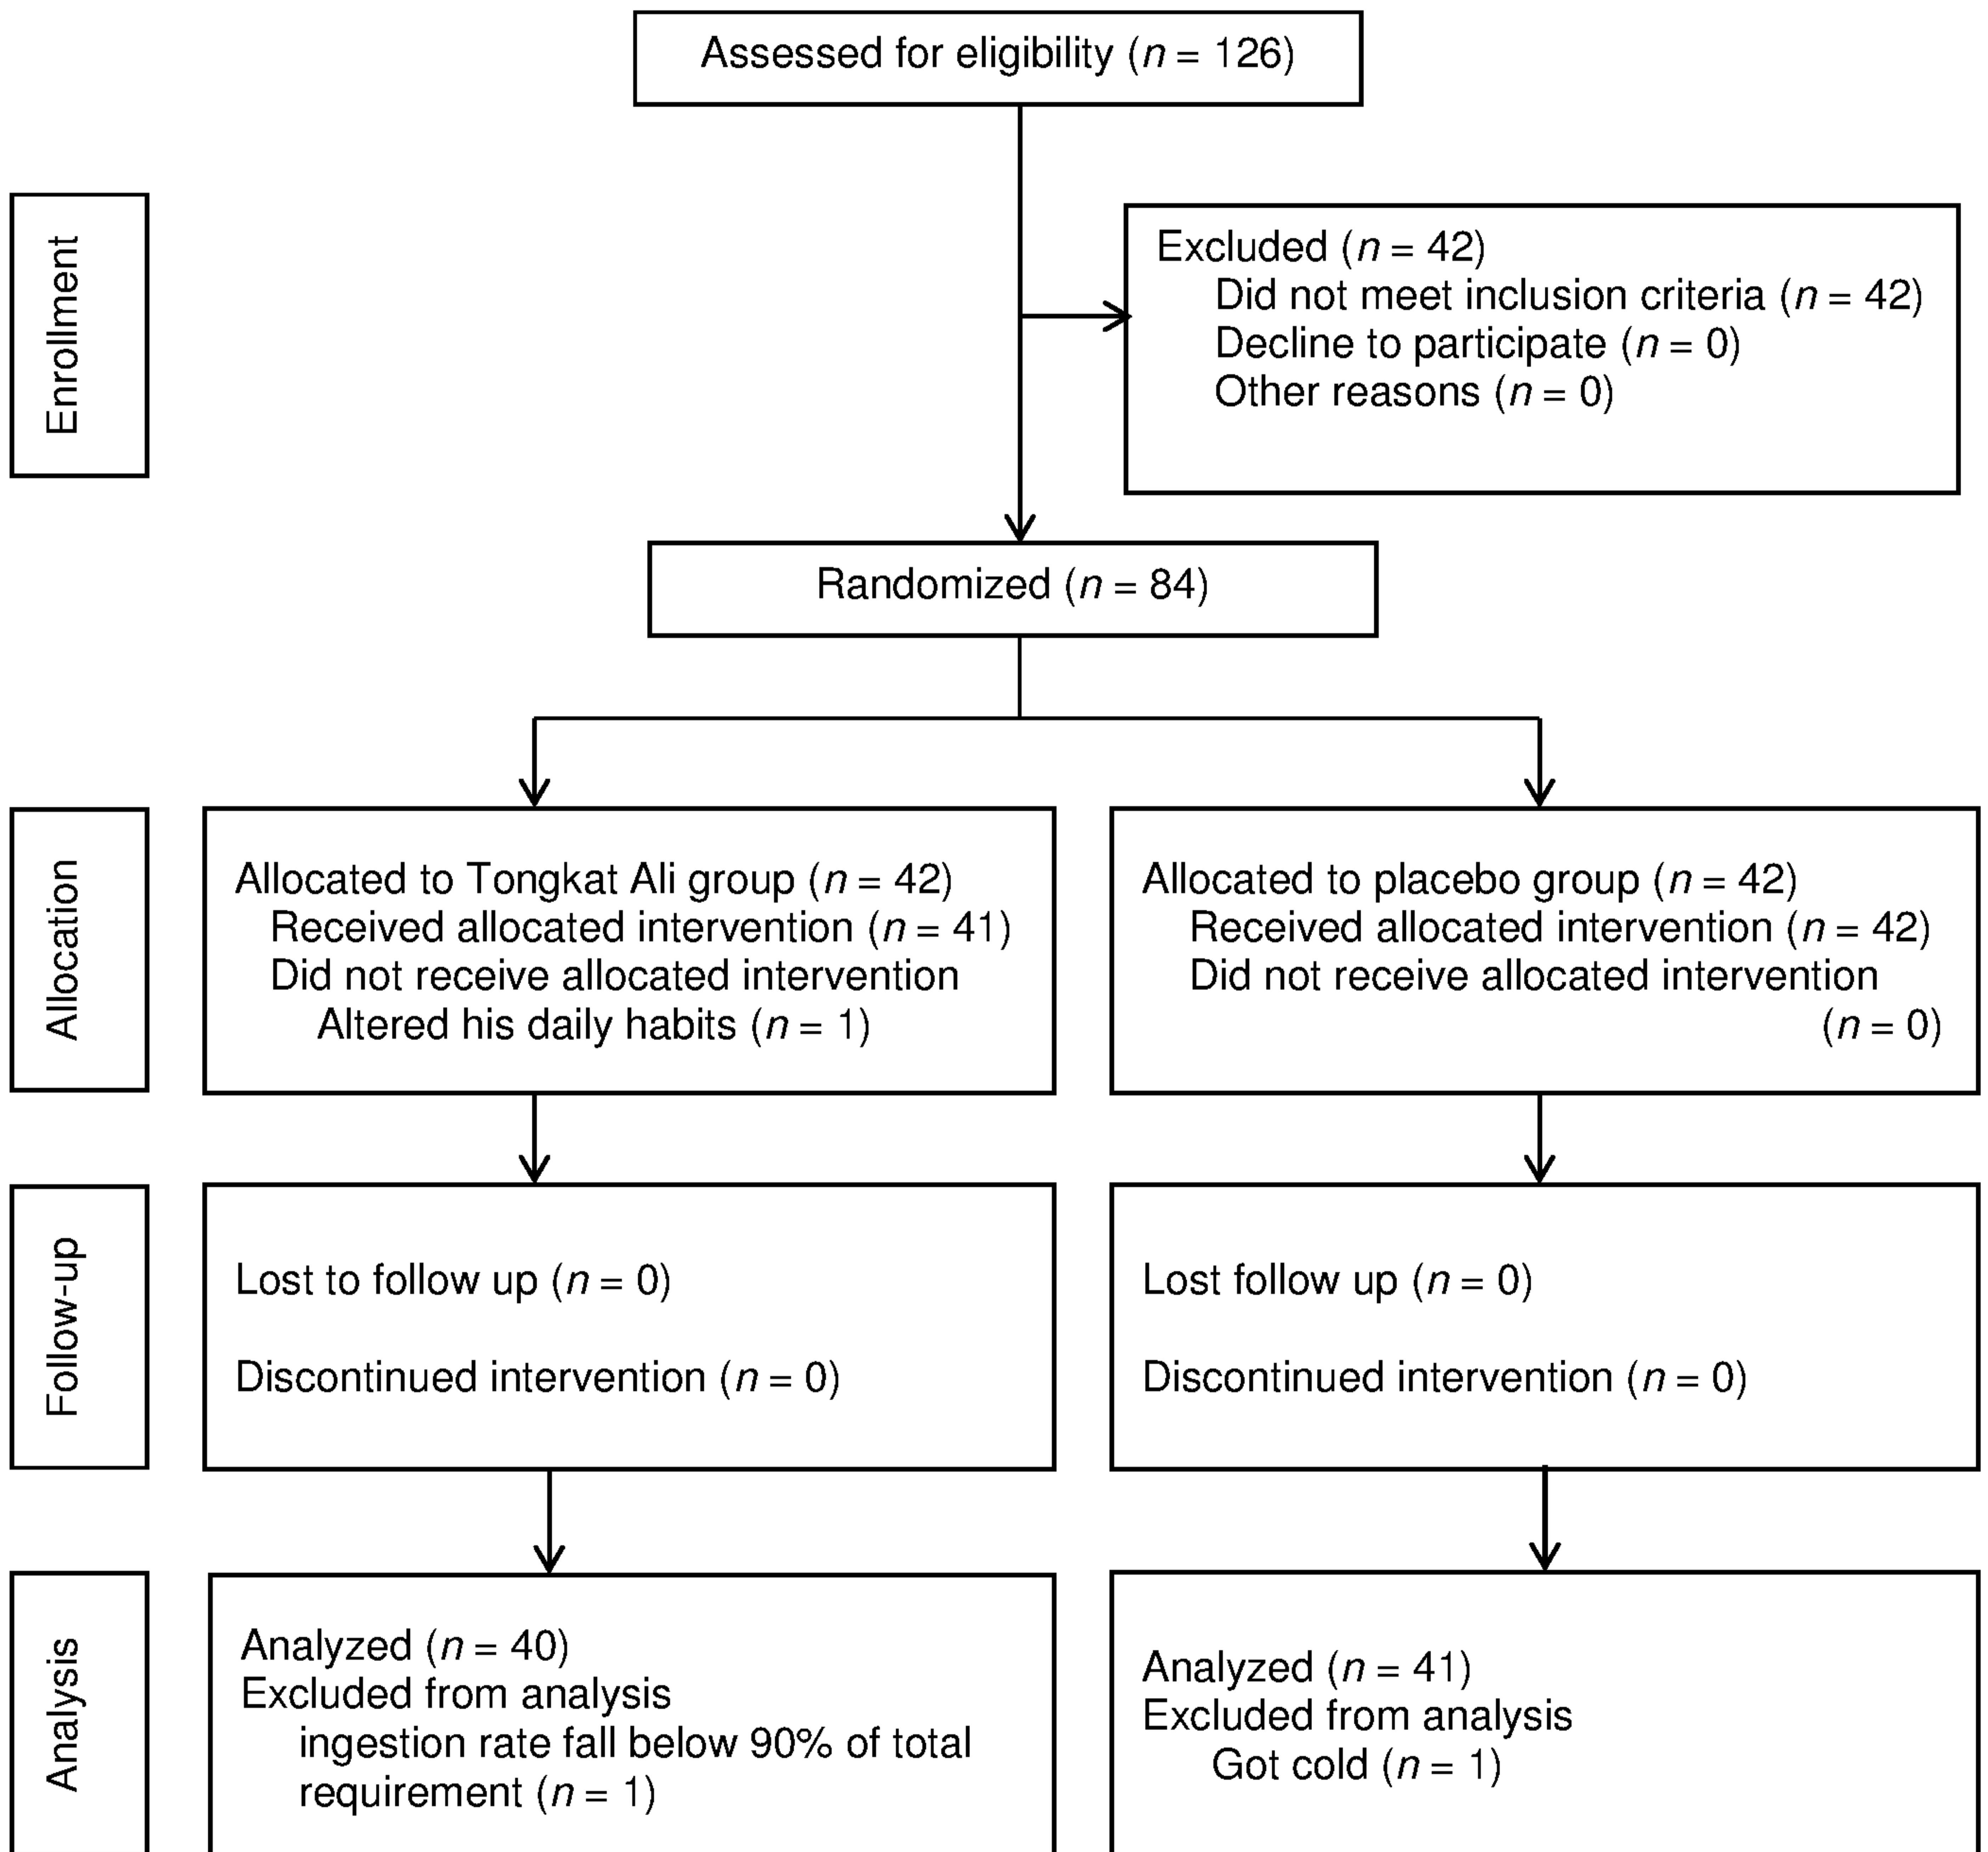 Assessed for eligibility (n = 126)
Enrollment
Excluded (n = 42)
Did not meet inclusion criteria (n = 42)
Decline to participate (n = 0)
Other reasons (n = 0)
Randomized (n = 84)
Allocation
Allocated to Tongkat Ali group (n = 42)
Received allocated intervention (n = 41)
Did not receive allocated intervention
Altered his daily habits (n = 1)
Allocated to placebo group (n = 42)
Received allocated intervention (n = 42)
Did not receive allocated intervention
(n = 0)
Follow-up
Lost to follow up (n = 0)
Discontinued intervention (n = 0)
Lost follow up (n = 0)
Discontinued intervention (n = 0)
Analysis
Analyzed (n = 40)
Excluded from analysis
ingestion rate fall below 90% of total
requirement (n = 1)
Analyzed (n = 41)
Excluded from analysis
Got cold (n = 1)